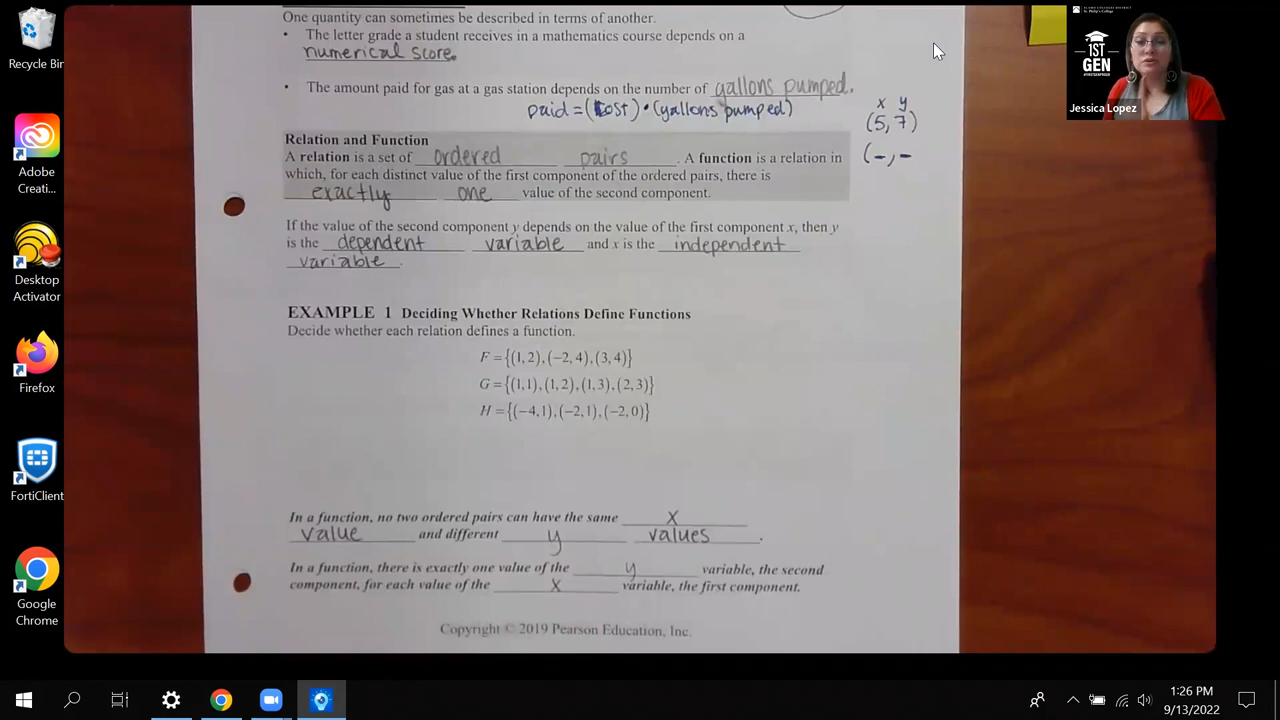 Recycle Bin
Adobe
Creati...
Desktop
Activator
Firefox
FortiClient
Google
Chrome
One quantity can sometimes be described in terms of another.
• The letter grade a student receives in a mathematics course depends on a
numerical score.
• The amount paid for gas at a gas station depends on the number of gallons pumped.
paid = (cost) • (gallons pumped)
Relation and Function
A relation is a set of ordered pairs. A function is a relation in
which, for each distinct value of the first component of the ordered pairs, there is
exactly one value of the second component.
If the value of the second component y depends on the value of the first component x, then y
is the dependent variable and x is the independent
variable.
EXAMPLE 1 Deciding Whether Relations Define Functions
Decide whether each relation defines a function.
F = {(1, 2), (−2, 4), (3, 4)}
G = {(1, 1), (1, 2), (1, 3), (2, 3)}
H = {(−4, 1), (−2, 1), (−2, 0)}
In a function, no two ordered pairs can have the same x
value and different y values.
In a function, there is exactly one value of the y variable, the second
component, for each value of the x variable, the first component.
Copyright © 2019 Pearson Education, Inc.
x y
(5, 7)
(–, –
1ST
GEN
Jessica Lopez
1:26 PM
9/13/2022